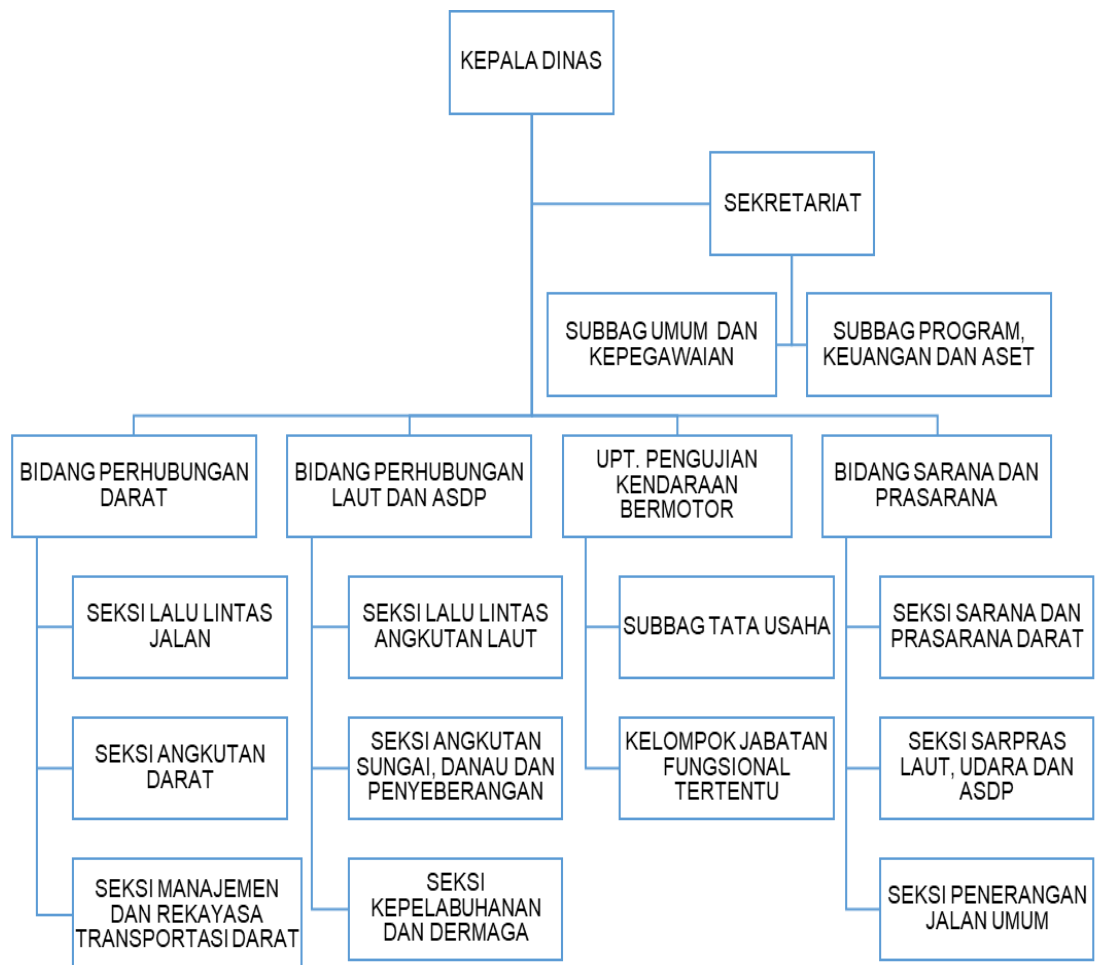 KEPALA DINAS
SEKRETARIAT
SUBBAG UMUM DAN
KEPEGAWAIAN
SUBBAG PROGRAM,
KEUANGAN DAN ASET
BIDANG PERHUBUNGAN
DARAT
BIDANG PERHUBUNGAN
LAUT DAN ASDP
UPT. PENGUJIAN
KENDARAAN
BERMOTOR
BIDANG SARANA DAN
PRASARANA
SEKSI LALU LINTAS
JALAN
SEKSI LALU LINTAS
ANGKUTAN LAUT
SUBBAG TATA USAHA
SEKSI SARANA DAN
PRASARANA DARAT
SEKSI ANGKUTAN
DARAT
SEKSI ANGKUTAN
SUNGAI, DANAU DAN
PENYEBERANGAN
KELOMPOK JABATAN
FUNGSIONAL
TERTENTU
SEKSI SARPRAS
LAUT, UDARA DAN
ASDP
SEKSI MANAJEMEN
DAN REKAYASA
TRANSPORTASI DARAT
SEKSI
KEPELABUHANAN
DAN DERMAGA
SEKSI PENERANGAN
JALAN UMUM